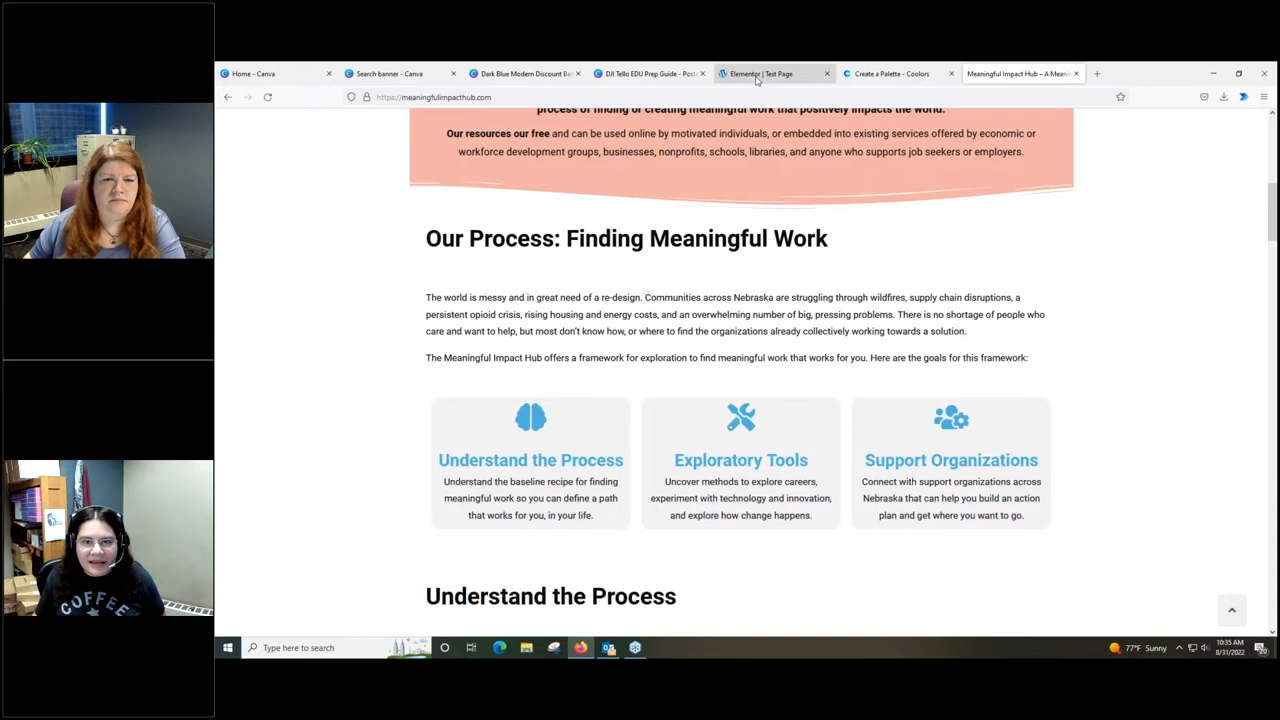 Home - Canva
Search banner - Canva
Dark Blue Modern Discount Ba
DJI Tello EDU Prep Guide - Poste
Elementor | Test Page
Create a Palette - Coolors
Meaningful Impact Hub – A Meani
https://meaningfulimpacthub.com
process of finding or creating meaningful work that positively impacts the world.
Our resources our free and can be used online by motivated individuals, or embedded into existing services offered by economic or
workforce development groups, businesses, nonprofits, schools, libraries, and anyone who supports job seekers or employers.
Our Process: Finding Meaningful Work
The world is messy and in great need of a re-design. Communities across Nebraska are struggling through wildfires, supply chain disruptions, a
persistent opioid crisis, rising housing and energy costs, and an overwhelming number of big, pressing problems. There is no shortage of people who
care and want to help, but most don't know how, or where to find the organizations already collectively working towards a solution.
The Meaningful Impact Hub offers a framework for exploration to find meaningful work that works for you. Here are the goals for this framework:
Understand the Process
Understand the baseline recipe for finding
meaningful work so you can define a path
that works for you, in your life.
Exploratory Tools
Uncover methods to explore careers,
experiment with technology and innovation,
and explore how change happens.
Support Organizations
Connect with support organizations across
Nebraska that can help you build an action
plan and get where you want to go.
Understand the Process
COFFEE
Type here to search
77°F Sunny
10:35 AM
8/31/2022
20